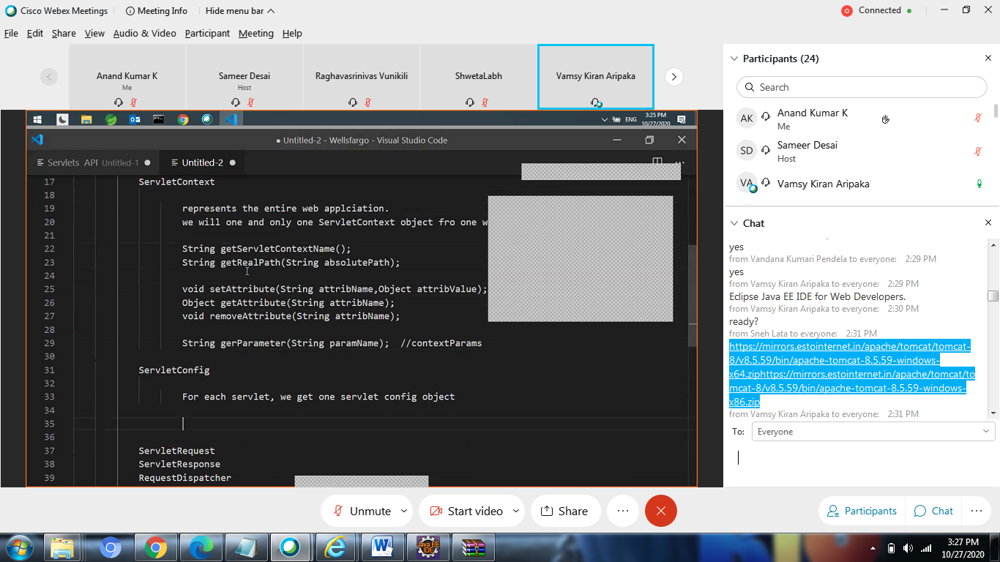 Cisco Webex Meetings
Meeting Info
Hide menu bar
Connected
File Edit Share View Audio & Video Participant Meeting Help
Anand Kumar K
Me
Sameer Desai
Host
Raghavasrinivas Vunikili
ShwetaLabh
Vamsy Kiran Aripaka
ENG
3:25 PM
10/27/2020
● Untitled-2 - Wellsfargo - Visual Studio Code
Servlets API Untitled-1 ●
Untitled-2 ●
17 ServletContext
18
19 represents the entire web applciation.
20 we will one and only one ServletContext object fro one w
21
22 String getServletContextName();
23 String getRealPath(String absolutePath);
24
25 void setAttribute(String attribName,Object attribValue);
26 Object getAttribute(String attribName);
27 void removeAttribute(String attribName);
28
29 String gerParameter(String paramName); //contextParams
30
31 ServletConfig
32
33 For each servlet, we get one servlet config object
34
35
36
37 ServletRequest
38 ServletResponse
39 RequestDispatcher
Participants (24)
Search
AK Anand Kumar K
Me
SD Sameer Desai
Host
VA Vamsy Kiran Aripaka
Chat
yes
from Vandana Kumari Pendela to everyone: 2:29 PM
yes
from Vamsy Kiran Aripaka to everyone: 2:29 PM
Eclipse Java EE IDE for Web Developers.
from Vamsy Kiran Aripaka to everyone: 2:30 PM
ready?
from Sneh Lata to everyone: 2:31 PM
https://mirrors.estointernet.in/apache/tomcat/tomcat-
8/v8.5.59/bin/apache-tomcat-8.5.59-windows-
x64.ziphttps://mirrors.estointernet.in/apache/tomcat/to
mcat-8/v8.5.59/bin/apache-tomcat-8.5.59-windows-
x86.zip
from Vamsy Kiran Aripaka to everyone: 2:31 PM
To: Everyone
Unmute
Start video
Share
Participants
Chat
Java EE
IDE
3:27 PM
10/27/2020